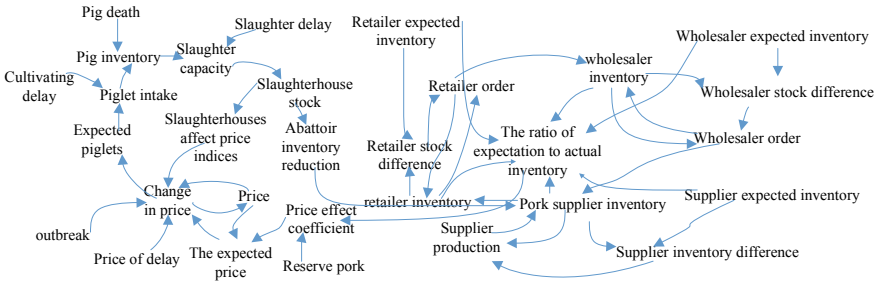 Pig death
Slaughter delay
Pig inventory
Slaughter
capacity
Cultivating
delay
Piglet intake
Expected
piglets
Slaughterhouse
stock
Slaughterhouses
affect price
indices
Abattoir
inventory
reduction
Change
in price
Price
outbreak
Price of delay
The expected
price
Price effect
coefficient
Reserve pork
Retailer expected
inventory
Retailer order
Retailer stock
difference
retailer inventory
The ratio of
expectation to actual
inventory
wholesaler
inventory
Wholesaler expected inventory
Wholesaler stock difference
Wholesaler order
Pork supplier inventory
Supplier expected inventory
Supplier
production
Supplier inventory difference